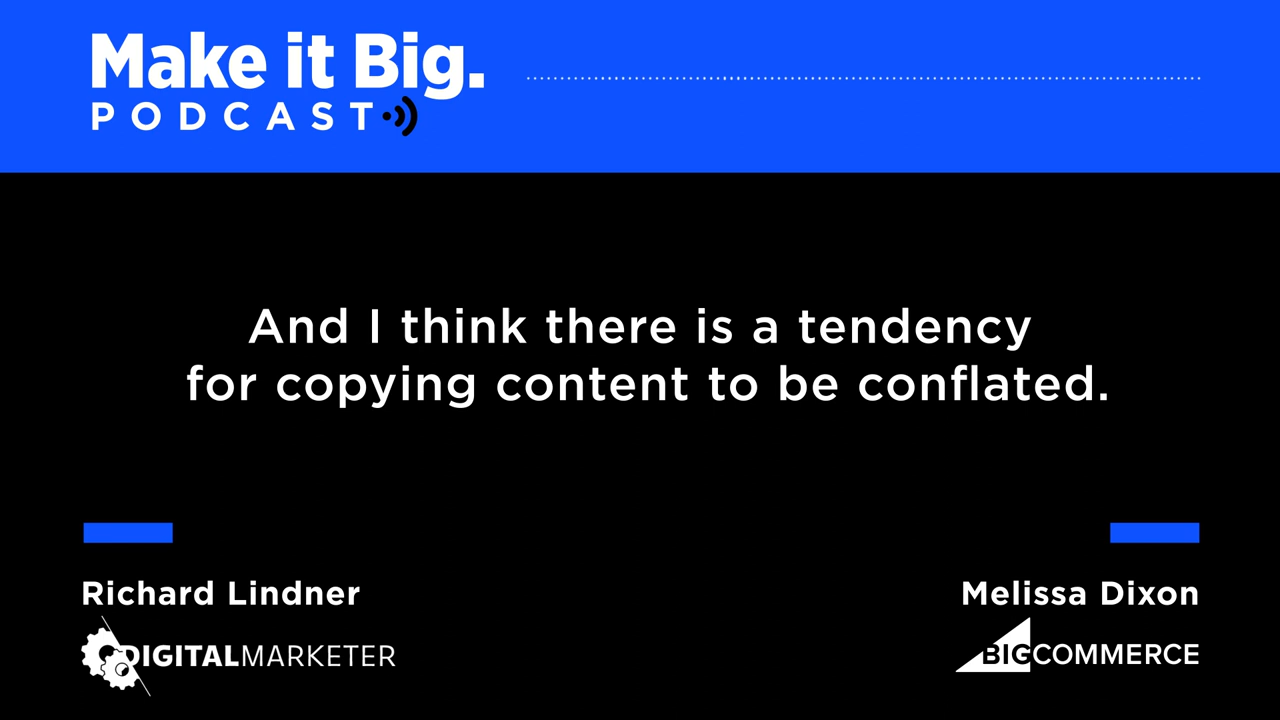 Make it Big.
PODCAST
And I think there is a tendency
for copying content to be conflated.
Richard Lindner
Melissa Dixon
DIGITALMARKETER
BIGCOMMERCE